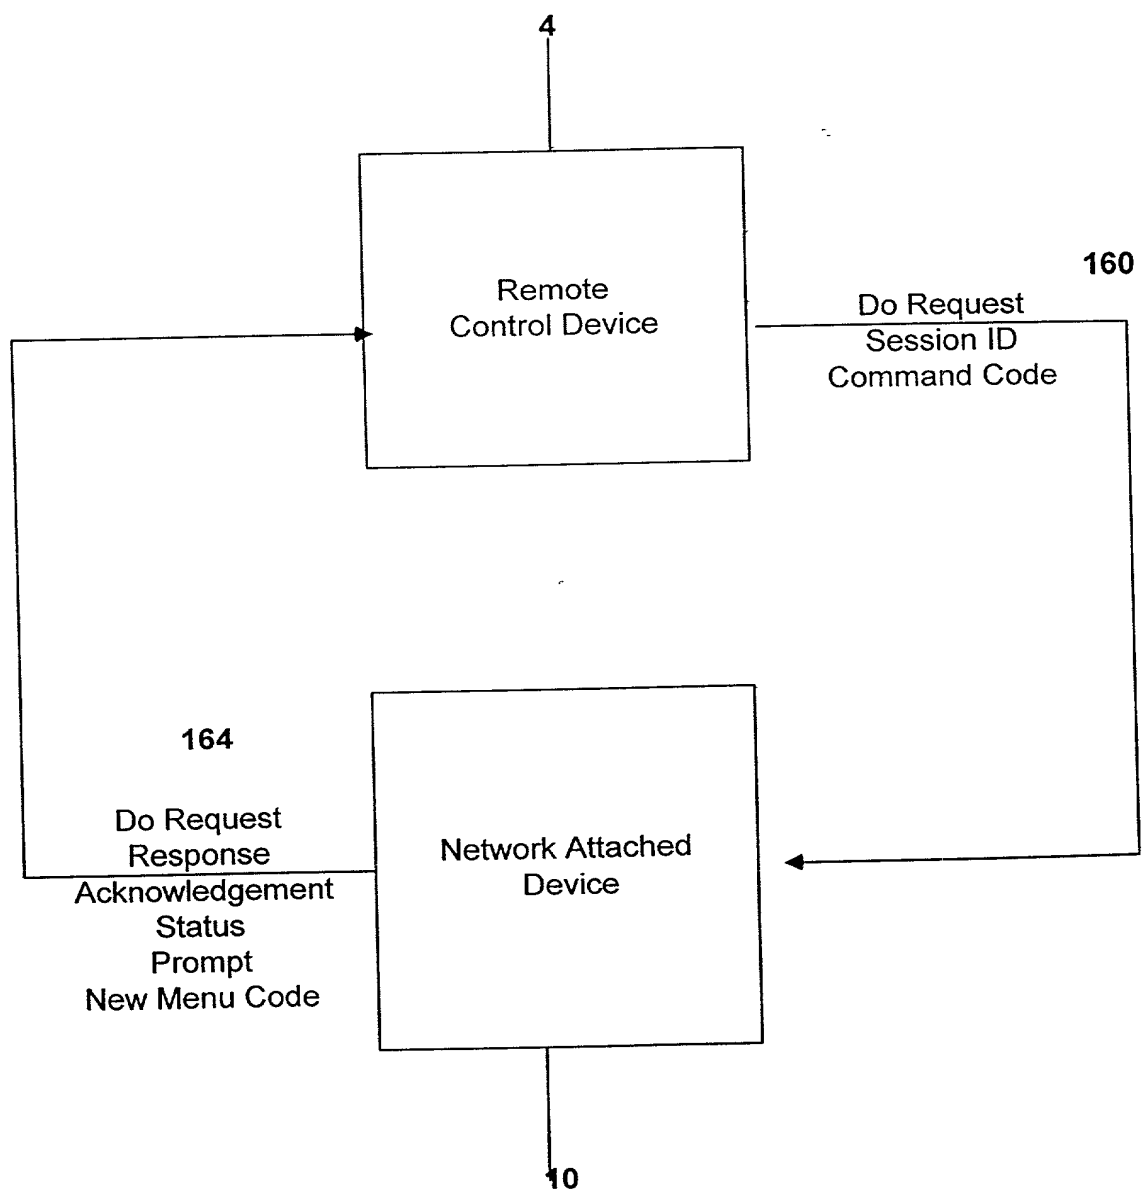 4
Remote
Control Device
160
Do Request
Session ID
Command Code
164
Do Request
Response
Acknowledgement
Status
Prompt
New Menu Code
Network Attached
Device
10